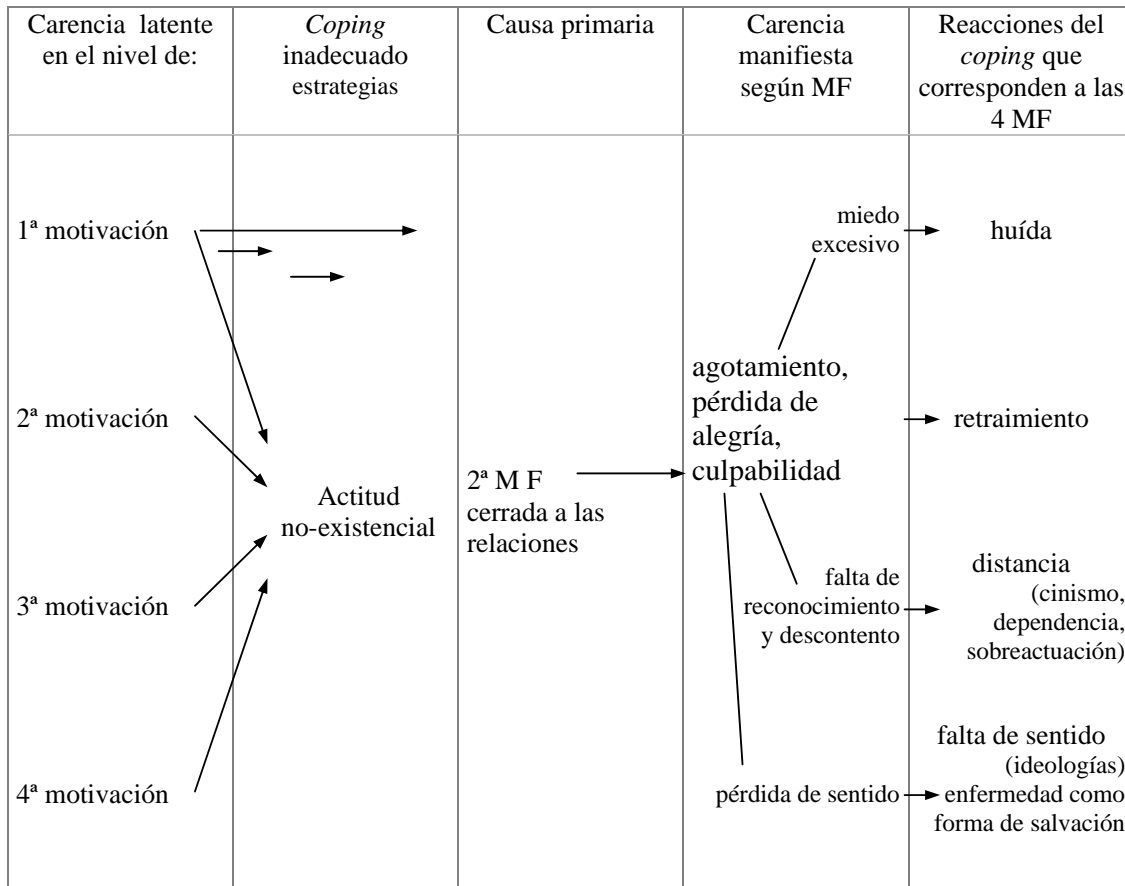 Carencia latente
en el nivel de:
Coping
inadecuado
estrategias
Causa primaria
Carencia
manifiesta
según MF
Reacciones del
coping que
corresponden a las
4 MF
1ª motivación
2ª motivación
3ª motivación
4ª motivación
Actitud
no-existencial
2ª M F
cerrada a las
relaciones
miedo
excesivo
agotamiento,
pérdida de
alegría,
culpabilidad
falta de
reconocimiento
y descontento
pérdida de sentido
huída
retraimiento
distancia
(cinismo,
dependencia,
sobreactuación)
falta de sentido
(ideologías)
enfermedad como
forma de salvación